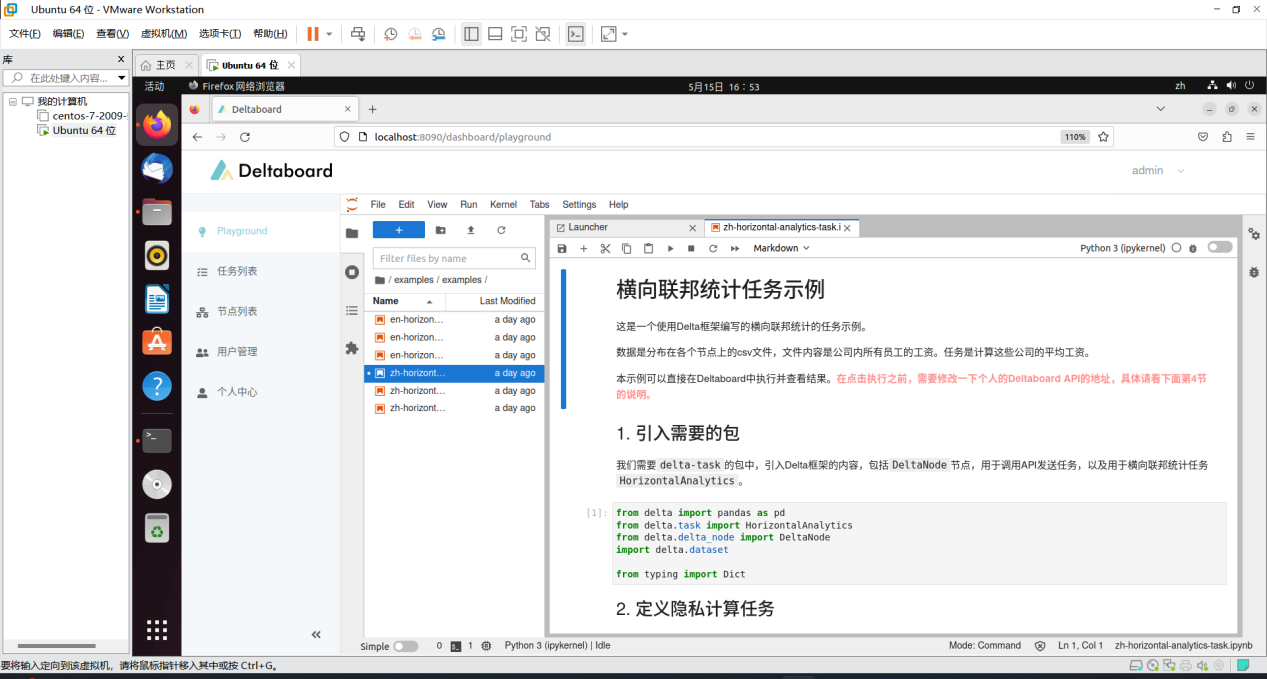 Ubuntu 64 位 - VMware Workstation
文件(F) 编辑(E) 查看(V) 虚拟机(M) 选项卡(T) 帮助(H)
库
在此处键入内容...
我的计算机
Ubuntu 64 位
主页
Ubuntu 64 位
活动 Firefox 网络浏览器 5月15日 16：53 zh
Deltaboard
localhost:8090/dashboard/playground 110%
Deltaboard
admin
Playground
任务列表
节点列表
用户管理
个人中心
File Edit View Run Kernel Tabs Settings Help
Filter files by name
/ examples / examples /
Name Last Modified
en-horizon... a day ago
en-horizon... a day ago
en-horizon... a day ago
zh-horizont... a day ago
zh-horizont... a day ago
zh-horizont... a day ago
Launcher
zh-horizontal-analytics-task.i
Markdown
Python 3 (ipykernel)
横向联邦统计任务示例
这是一个使用Delta框架编写的横向联邦统计的任务示例。
数据是分布在各个节点上的csv文件，文件内容是公司内所有员工的工资。任务是计算这些公司的平均工资。
本示例可以直接在Deltaboard中执行并查看结果。在点击执行之前，需要修改一下个人的Deltaboard API的地址，具体请看下面第4节
的说明。
1. 引入需要的包
我们需要 delta-task 的包中，引入Delta框架的内容，包括 DeltaNode 节点，用于调用API发送任务，以及用于横向联邦统计任务
HorizontalAnalytics 。
[1]: from delta import pandas as pd
from delta.task import HorizontalAnalytics
from delta.delta_node import DeltaNode
import delta.dataset
from typing import Dict
2. 定义隐私计算任务
Simple 0 1 Python 3 (ipykernel) | Idle Mode: Command Ln 1, Col 1 zh-horizontal-analytics-task.ipynb
要将输入定向到该虚拟机，请将鼠标指针移入其中或按 Ctrl+G。